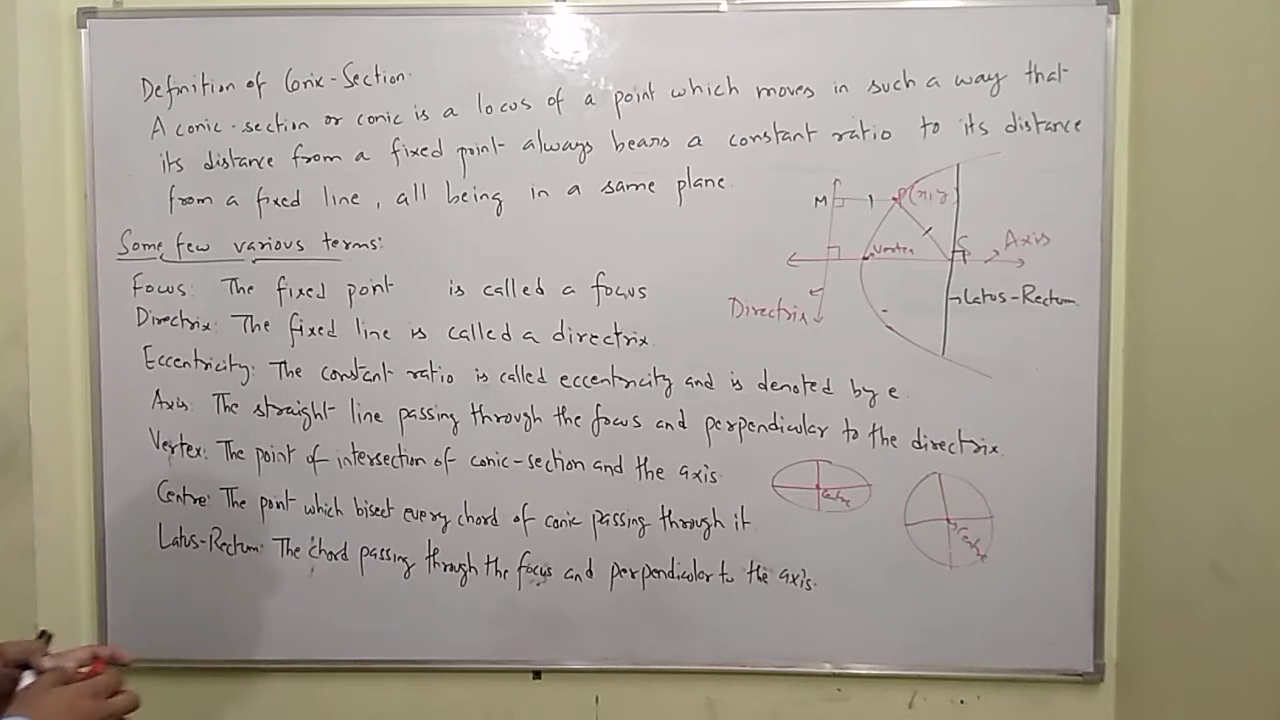 Definition of Conic-Section.
A conic-section or conic is a locus of a point which moves in such a way that
its distance from a fixed point always bears a constant ratio to its distance
from a fixed line, all being in a same plane.
Some few various terms:
Focus: The fixed point is called a focus
Directrix: The fixed line is called a directrix.
Eccentricity: The constant ratio is called eccentricity and is denoted by e.
Axis: The straight line passing through the focus and perpendicular to the directrix.
Vertex: The point of intersection of conic-section and the axis.
Centre: The point which bisect every chord of conic passing through it
Latus-Rectum: The chord passing through the focus and perpendicular to the axis.
M
P(x,y)
Vertex
S
Axis
Directrix
Latus-Rectum
Centre
Centre